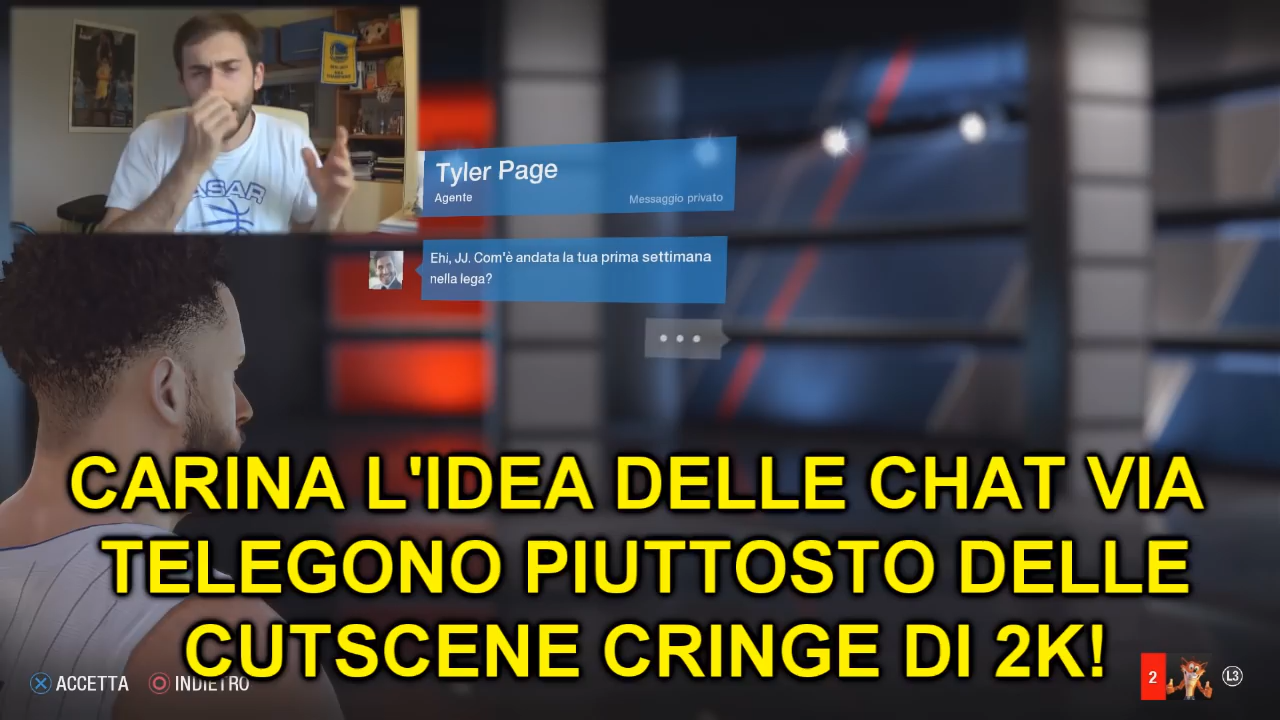 Tyler Page
Agente
Messaggio privato
Ehi, JJ. Com'è andata la tua prima settimana
nella lega?
CARINA L'IDEA DELLE CHAT VIA
TELEGONO PIUTTOSTO DELLE
CUTSCENE CRINGE DI 2K!
ACCETTA
INDIETRO
2
L3